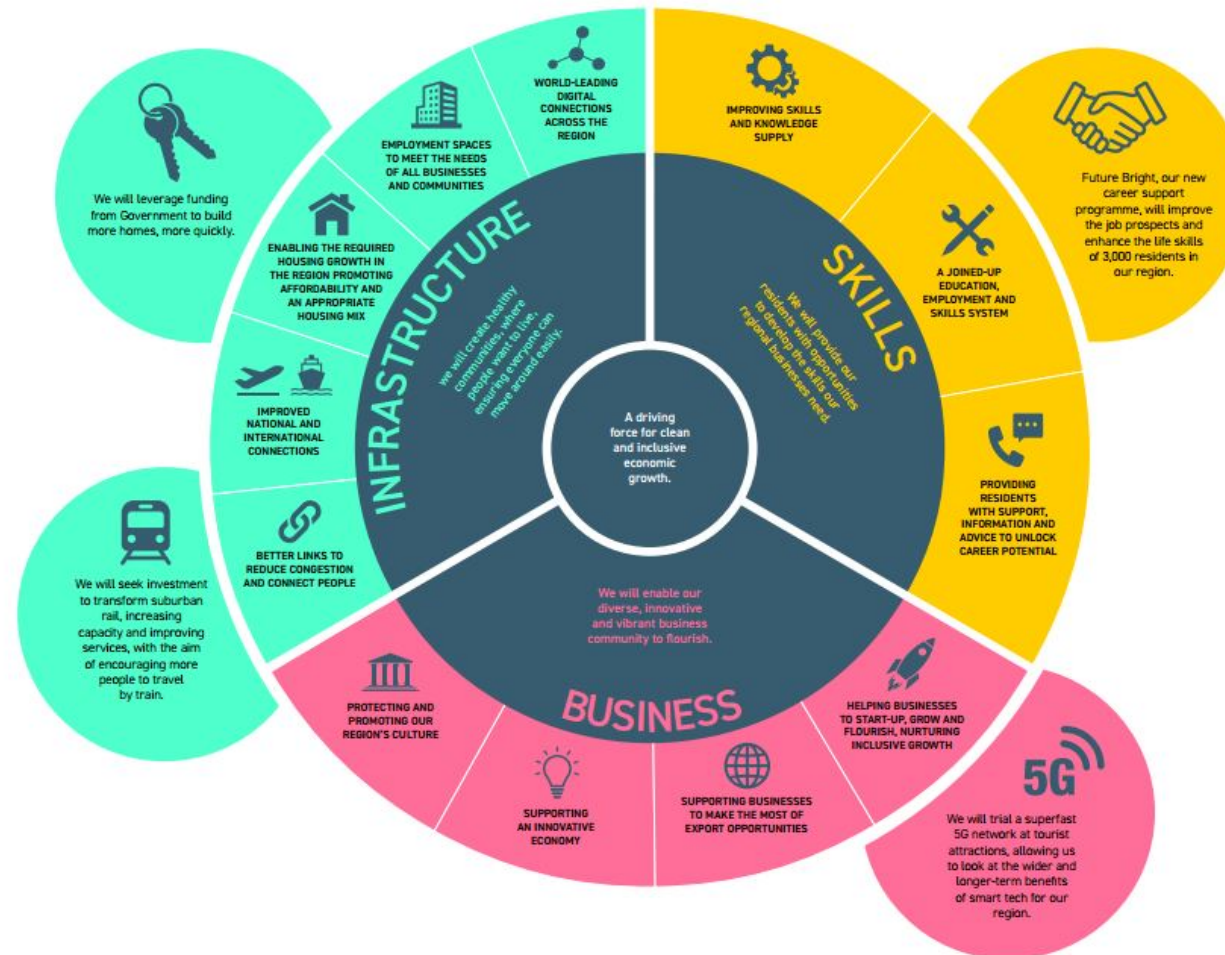 WORLD-LEADING
DIGITAL
CONNECTIONS
ACROSS THE
REGION
EMPLOYMENT SPACES
TO MEET THE NEEDS
OF ALL BUSINESSES
AND COMMUNITIES
ENABLING THE REQUIRED
HOUSING GROWTH IN
THE REGION PROMOTING
AFFORDABILITY AND
AN APPROPRIATE
HOUSING MIX
IMPROVED
NATIONAL AND
INTERNATIONAL
CONNECTIONS
BETTER LINKS TO
REDUCE CONGESTION
AND CONNECT PEOPLE
We will leverage funding
from Government to build
more homes, more quickly.
We will seek investment
to transform suburban
rail, increasing
capacity and improving
services, with the aim
of encouraging more
people to travel
by train.
INFRASTRUCTURE
we will create healthy
communities, where
people want to live,
ensuring everyone can
move around easily.
IMPROVING SKILLS
AND KNOWLEDGE
SUPPLY
A JOINED-UP
EDUCATION,
EMPLOYMENT AND
SKILLS SYSTEM
PROVIDING
RESIDENTS
WITH SUPPORT,
INFORMATION AND
ADVICE TO UNLOCK
CAREER POTENTIAL
Future Bright, our new
career support
programme, will improve
the job prospects and
enhance the life skills
of 3,000 residents in
our region.
SKILLS
We will provide our
residents with opportunities
to develop the skills our
regional businesses need.
A driving
force for clean
and inclusive
economic
growth.
We will enable our
diverse, innovative
and vibrant business
community to flourish.
BUSINESS
PROTECTING AND
PROMOTING OUR
REGION'S CULTURE
SUPPORTING
AN INNOVATIVE
ECONOMY
SUPPORTING BUSINESSES
TO MAKE THE MOST OF
EXPORT OPPORTUNITIES
HELPING BUSINESSES
TO START-UP, GROW AND
FLOURISH, NURTURING
INCLUSIVE GROWTH
5G
We will trial a superfast
5G network at tourist
attractions, allowing us
to look at the wider and
longer-term benefits
of smart tech for our
region.